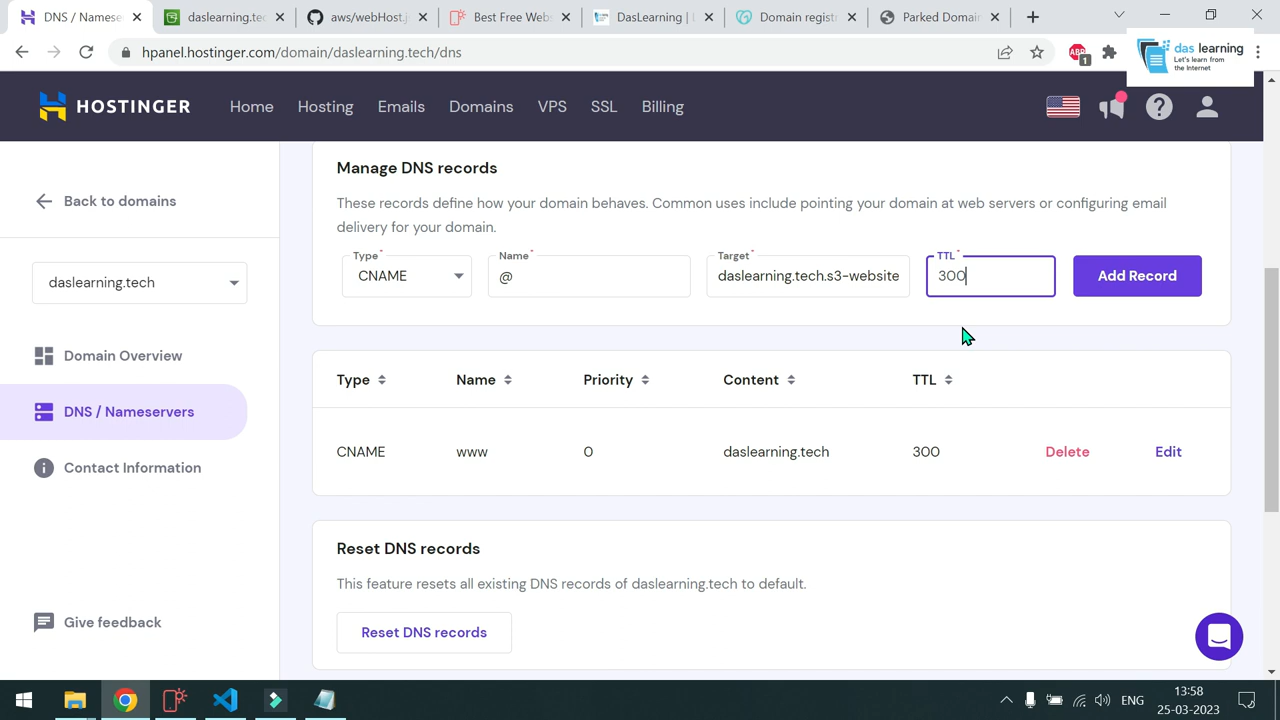 DNS / Namese
daslearning.tec
aws/webHost.j
Best Free Webs
DasLearning |
Domain registr
Parked Domain
hpanel.hostinger.com/domain/daslearning.tech/dns
ABP
1
das learning
Let's learn from
the Internet
HOSTINGER
Home
Hosting
Emails
Domains
VPS
SSL
Billing
Back to domains
daslearning.tech
Domain Overview
DNS / Nameservers
Contact Information
Give feedback
Manage DNS records
These records define how your domain behaves. Common uses include pointing your domain at web servers or configuring email
delivery for your domain.
Type*
CNAME
Name*
@
Target*
daslearning.tech.s3-website
TTL*
300
Add Record
Type Name Priority Content TTL
CNAME www 0 daslearning.tech 300 Delete Edit
Reset DNS records
This feature resets all existing DNS records of daslearning.tech to default.
Reset DNS records
ENG
13:58
25-03-2023